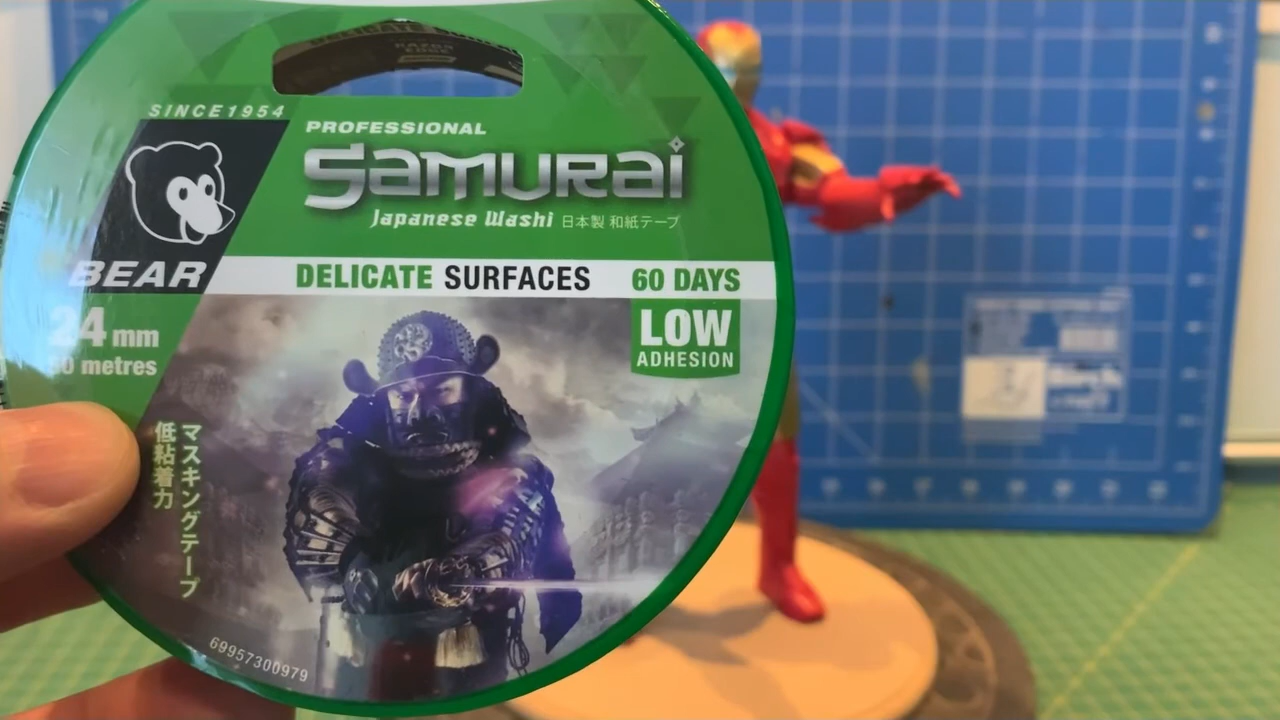 SINCE1954
BEAR
PROFESSIONAL
Samurai
Japanese Washi 日本製 和紙テープ
DELICATE SURFACES 60 DAYS
LOW
ADHESION
24 mm
metres
マスキングテープ
低粘着力
69957300979